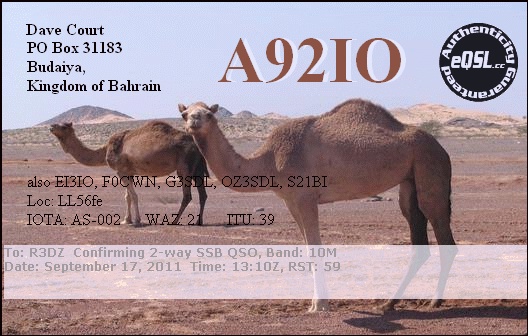 Dave Court
PO Box 31183
Budaiya,
Kingdom of Bahrain
A92IO
Authenticity
eQSL.cc
Guaranteed
also EI3IO, F0CWN, G3SDL, OZ3SDL, S21BI
Loc: LL56fe
IOTA: AS-002 WAZ: 21 ITU: 39
To: R3DZ Confirming 2-way SSB QSO, Band: 10M
Date: September 17, 2011 Time: 13:10Z, RST: 59